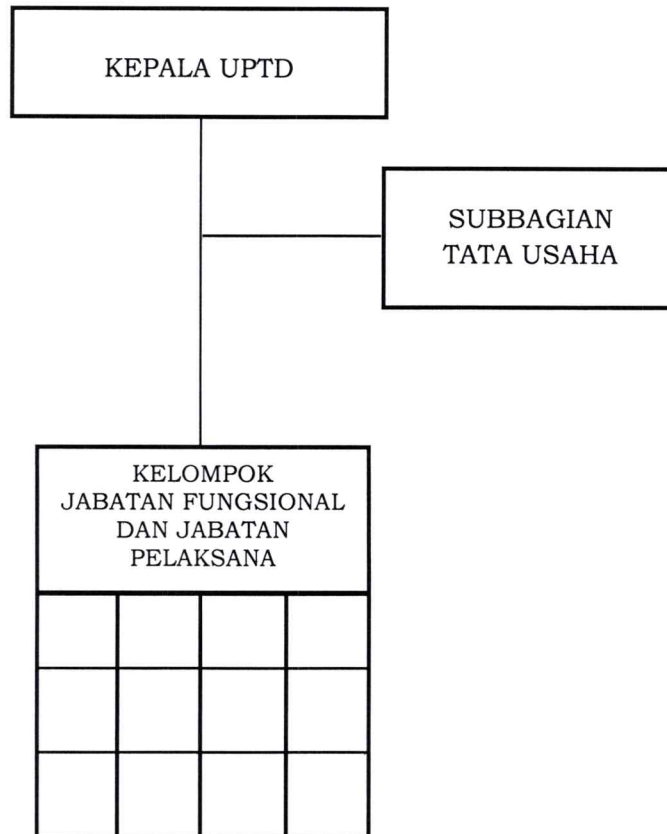 KEPALA UPTD
SUBBAGIAN
TATA USAHA
KELOMPOK
JABATAN FUNGSIONAL
DAN JABATAN
PELAKSANA